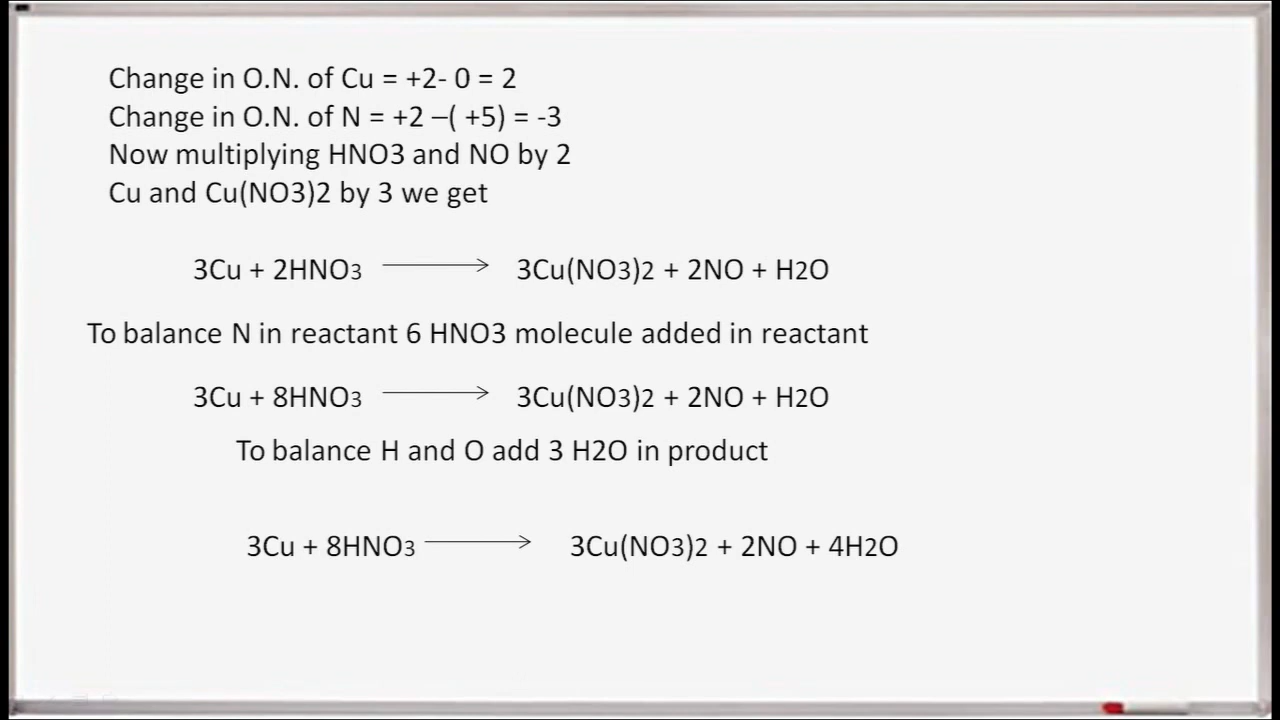 Change in O.N. of Cu = +2- 0 = 2
Change in O.N. of N = +2 –( +5) = -3
Now multiplying HNO3 and NO by 2
Cu and Cu(NO3)2 by 3 we get
3Cu + 2HNO3 ⟶ 3Cu(NO3)2 + 2NO + H2O
To balance N in reactant 6 HNO3 molecule added in reactant
3Cu + 8HNO3 ⟶ 3Cu(NO3)2 + 2NO + H2O
To balance H and O add 3 H2O in product
3Cu + 8HNO3 ⟶ 3Cu(NO3)2 + 2NO + 4H2O